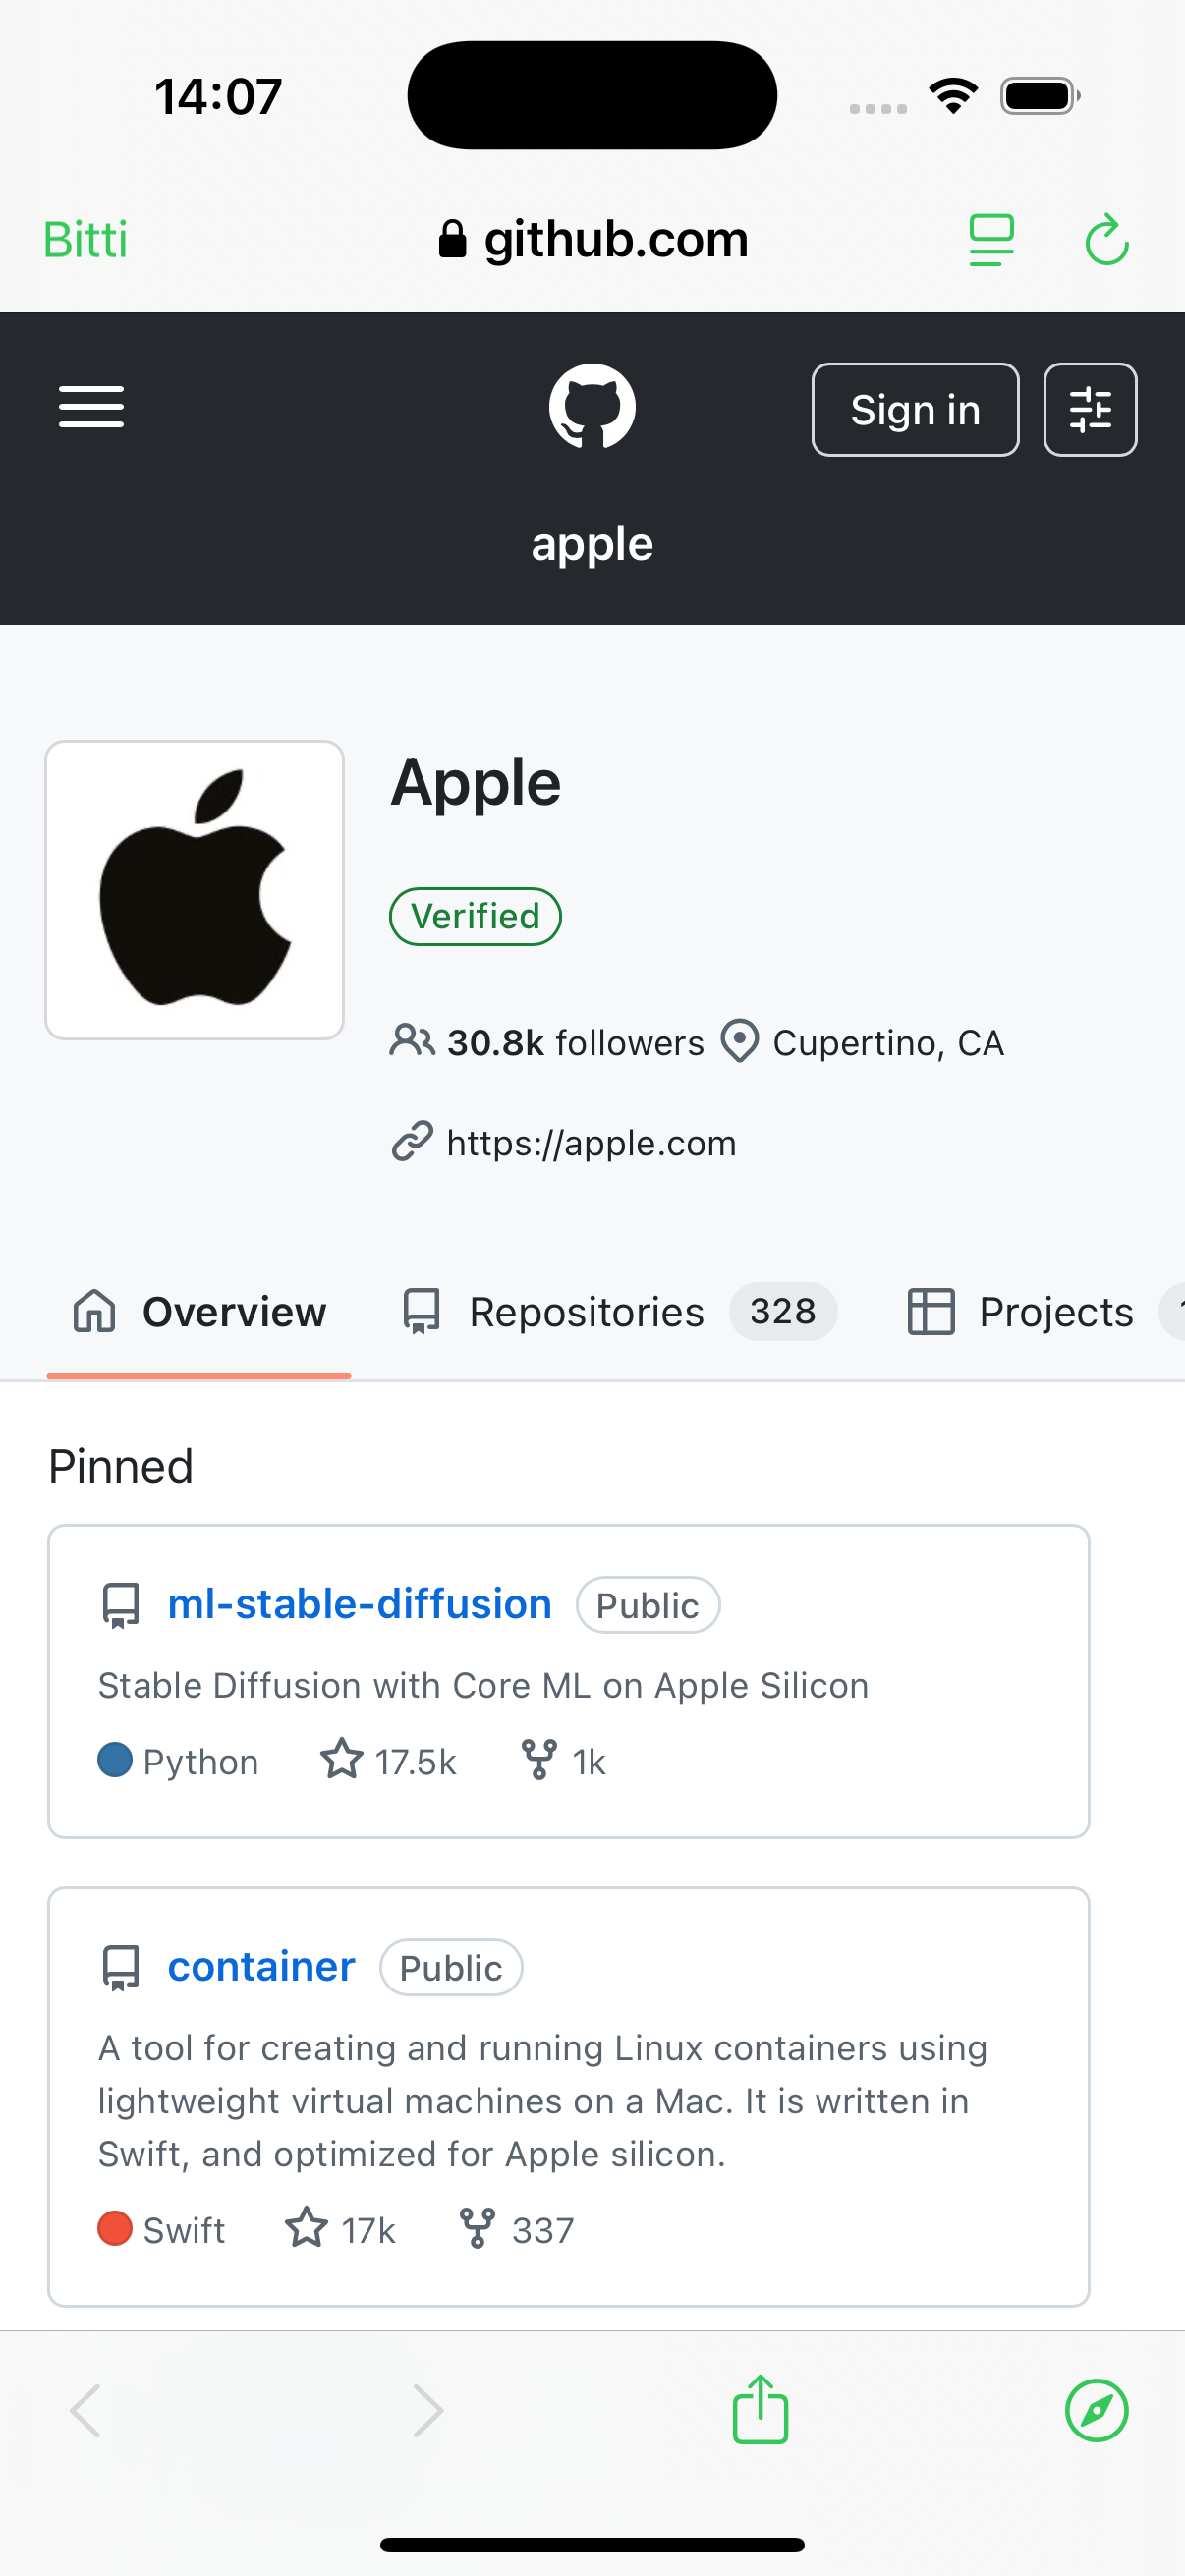 14:07
Bitti
github.com
Sign in
apple
Apple
Verified
30.8k followers Cupertino, CA
https://apple.com
Overview Repositories 328 Projects
Pinned
ml-stable-diffusion Public
Stable Diffusion with Core ML on Apple Silicon
Python 17.5k 1k
container Public
A tool for creating and running Linux containers using
lightweight virtual machines on a Mac. It is written in
Swift, and optimized for Apple silicon.
Swift 17k 337